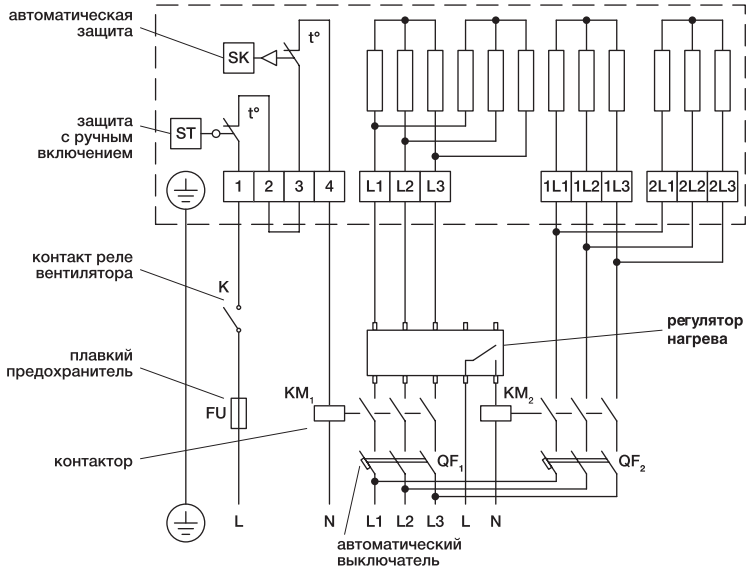 автоматическая
защита
SK
t°
защита
с ручным
включением
ST
t°
1 2 3 4 L1 L2 L3 1L1 1L2 1L3 2L1 2L2 2L3
контакт реле
вентилятора
K
регулятор
нагрева
плавкий
предохранитель
FU
KM1
KM2
контактор
QF1
QF2
L N L1 L2 L3 L N
автоматический
выключатель